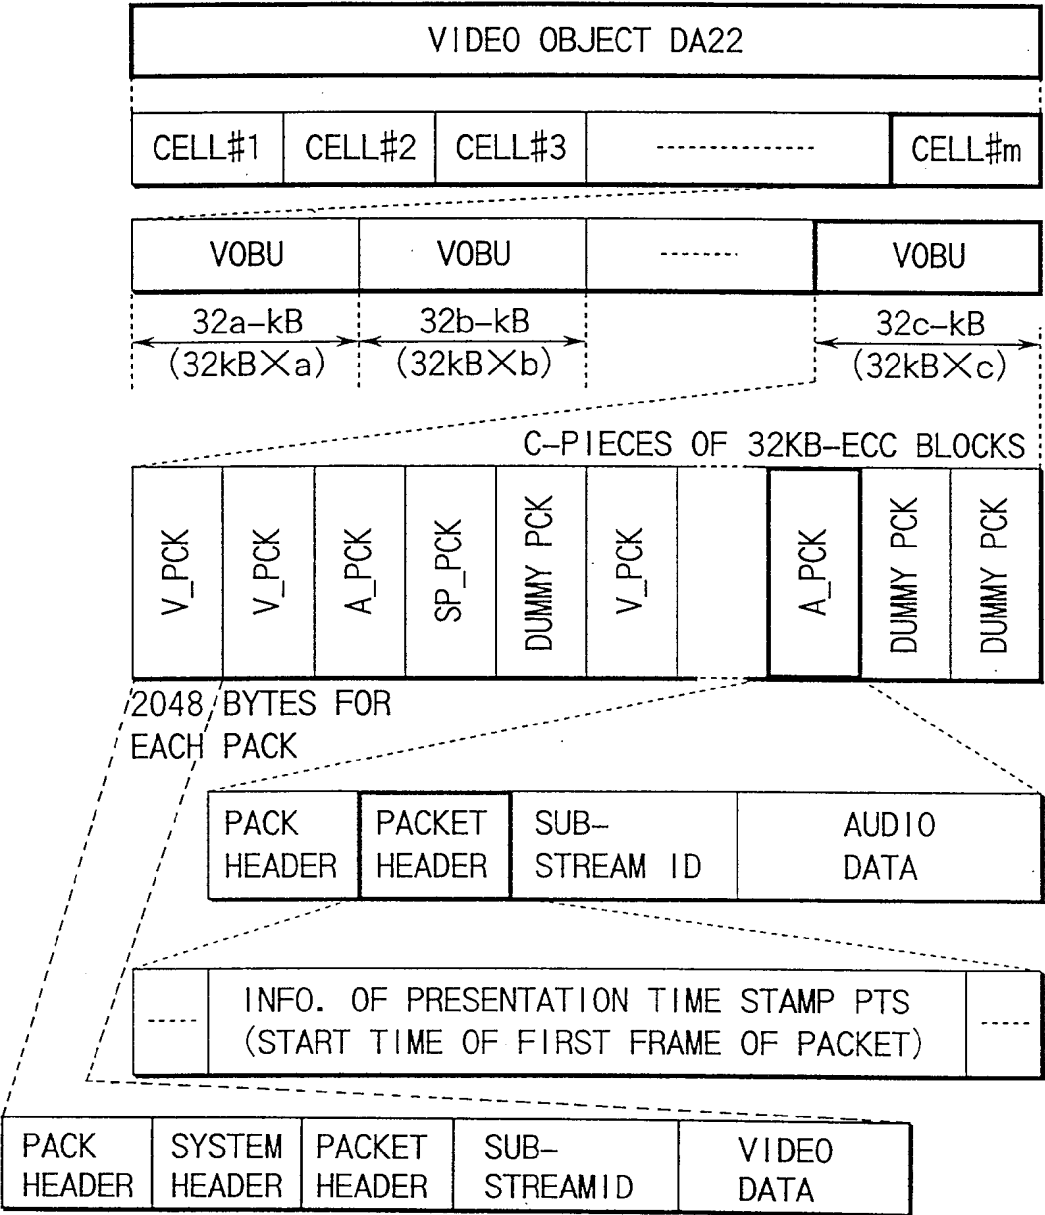 VIDEO OBJECT DA22
CELL#1 CELL#2 CELL#3 CELL#m
VOBU VOBU VOBU
32a-kB 32b-kB 32c-kB
(32kB×a) (32kB×b) (32kB×c)
C-PIECES OF 32KB-ECC BLOCKS
V_PCK
V_PCK
A_PCK
SP_PCK
DUMMY PCK
V_PCK
A_PCK
DUMMY PCK
DUMMY PCK
2048 BYTES FOR
EACH PACK
PACK
HEADER
PACKET
HEADER
SUB-
STREAM ID
AUDIO
DATA
INFO. OF PRESENTATION TIME STAMP PTS
(START TIME OF FIRST FRAME OF PACKET)
PACK
HEADER
SYSTEM
HEADER
PACKET
HEADER
SUB-
STREAMID
VIDEO
DATA